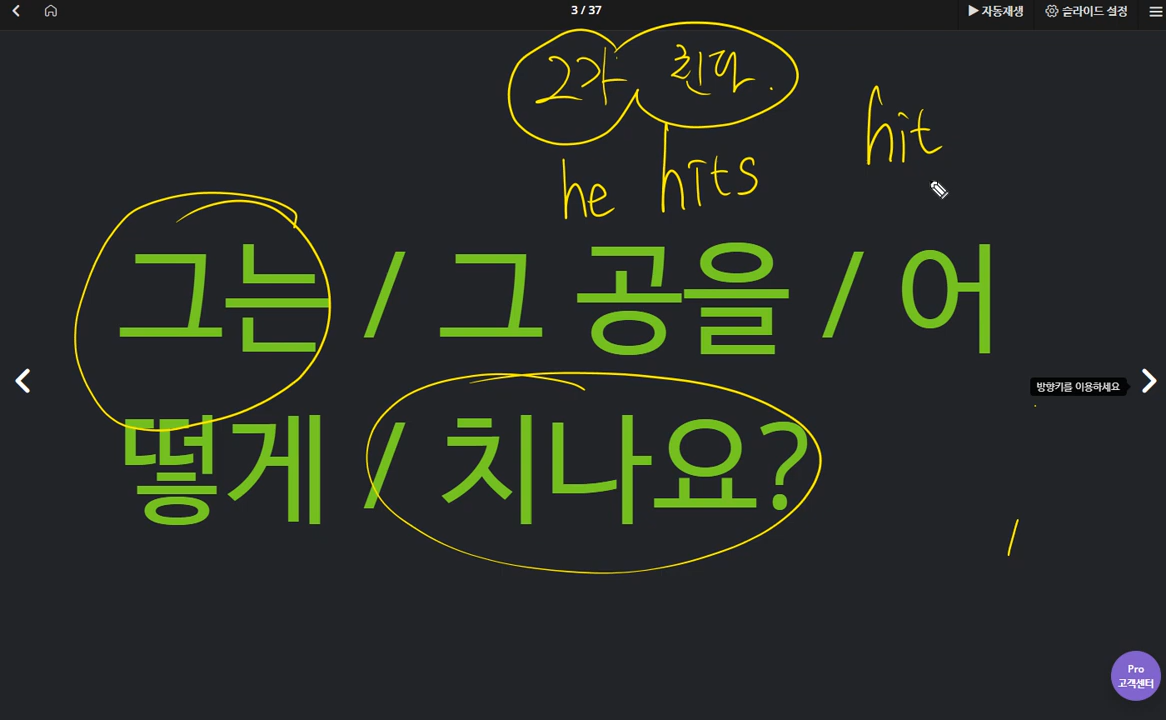 3 / 37
▶ 자동재생
슬라이드 설정
그가 친다.
hit
he hits
그는 / 그 공을 / 어
떻게 / 치나요?
방향키를 이용하세요
Pro
고객센터